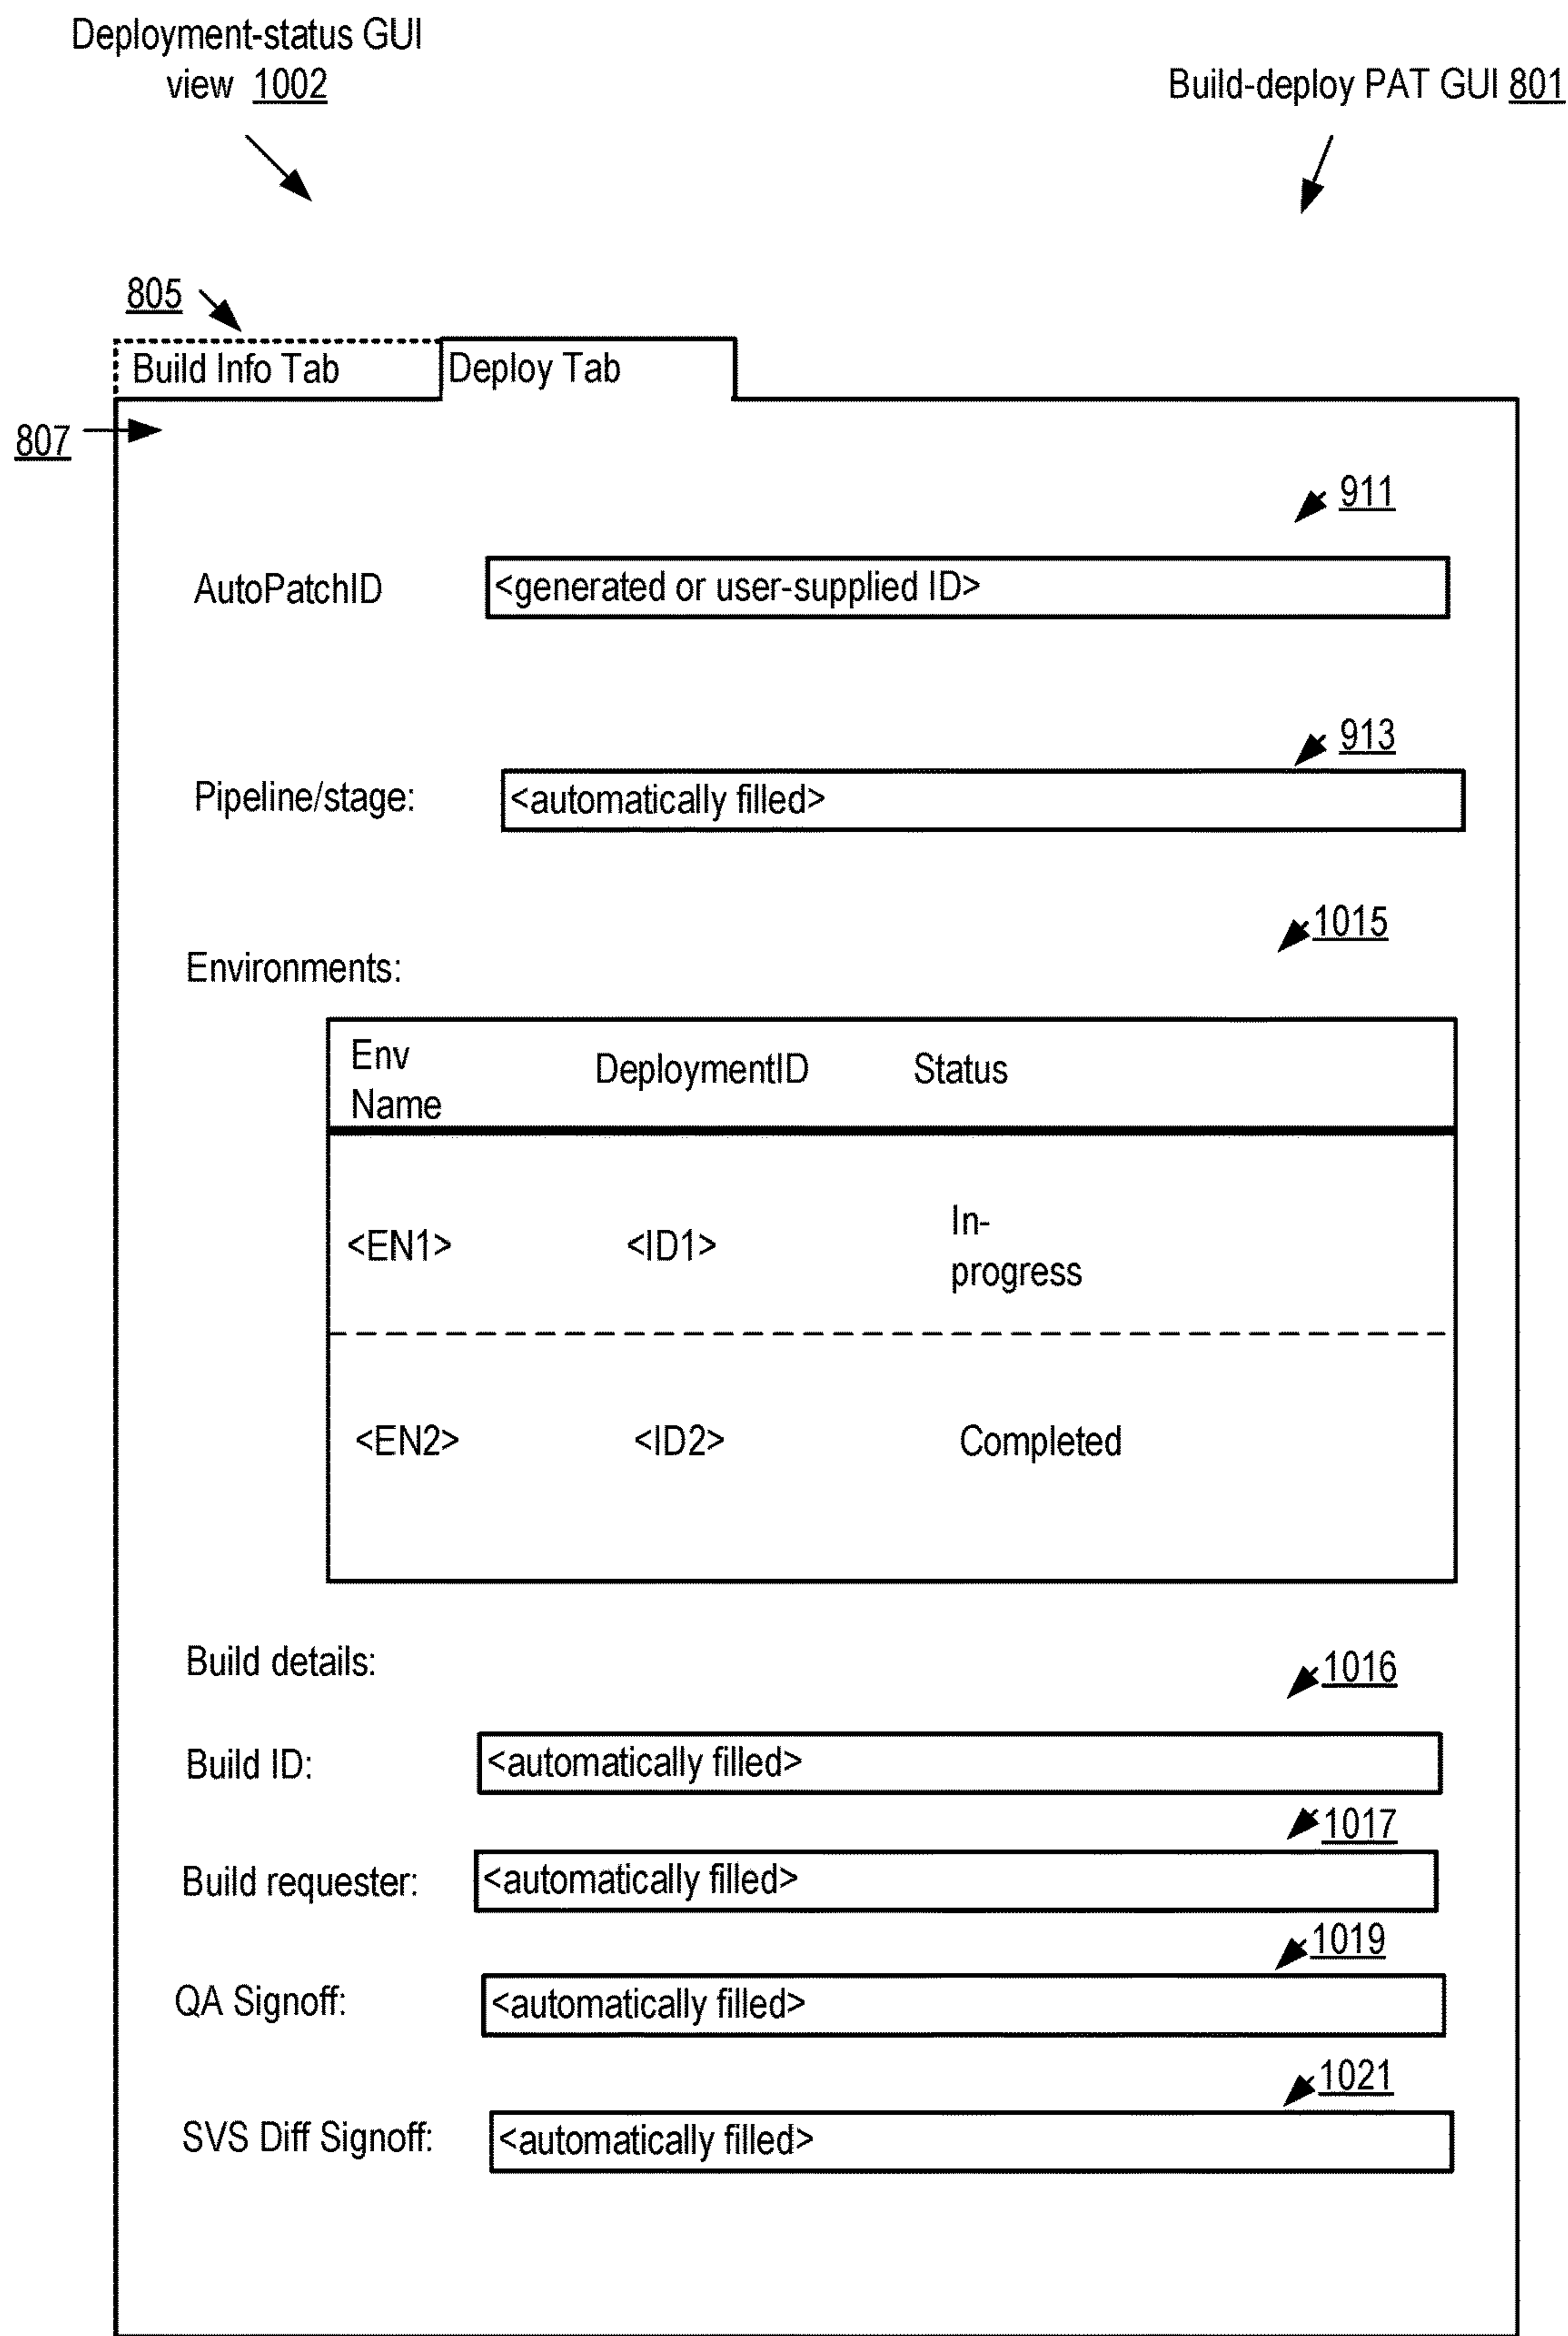 Deployment-status GUI
view 1002
Build-deploy PAT GUI 801
805
Build Info Tab
Deploy Tab
807
911
AutoPatchID
<generated or user-supplied ID>
913
Pipeline/stage:
<automatically filled>
1015
Environments:
Env
Name
DeploymentID
Status
<EN1>
<ID1>
In-
progress
<EN2>
<ID2>
Completed
Build details:
1016
Build ID:
<automatically filled>
1017
Build requester:
<automatically filled>
1019
QA Signoff:
<automatically filled>
1021
SVS Diff Signoff:
<automatically filled>